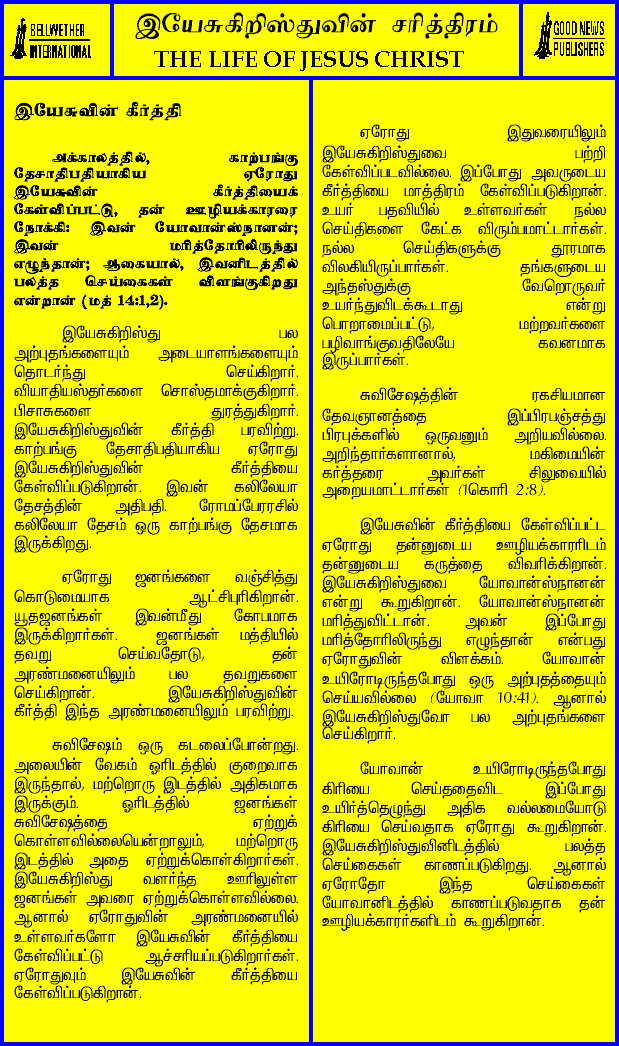 BELLWETHER
INTERNATIONAL
இயேசுகிறிஸ்துவின் சரித்திரம்
THE LIFE OF JESUS CHRIST
GOOD NEWS
PUBLISHERS
இயேசுவின் கீர்த்தி
அக்காலத்தில், காற்பங்கு
தேசாதிபதியாகிய ஏரோது
இயேசுவின் கீர்த்தியைக்
கேள்விப்பட்டு, தன் ஊழியக்காரரை
நோக்கி: இவன் யோவான்ஸ்நானன்;
இவன் மரித்தோரிலிருந்து
எழுந்தான்; ஆகையால், இவனிடத்தில்
பலத்த செய்கைகள் விளங்குகிறது
என்றான் (மத் 14:1,2).
இயேசுகிறிஸ்து பல
அற்புதங்களையும் அடையாளங்களையும்
தொடர்ந்து செய்கிறார்.
வியாதியஸ்தர்களை சொஸ்தமாக்குகிறார்.
பிசாசுகளை துரத்துகிறார்.
இயேசுகிறிஸ்துவின் கீர்த்தி பரவிற்று.
காற்பங்கு தேசாதிபதியாகிய ஏரோது
இயேசுகிறிஸ்துவின் கீர்த்தியை
கேள்விப்படுகிறான். இவன் கலிலேயா
தேசத்தின் அதிபதி. ரோமப்பேரரசில்
கலிலேயா தேசம் ஒரு காற்பங்கு தேசமாக
இருக்கிறது.
ஏரோது ஜனங்களை வஞ்சித்து
கொடுமையாக ஆட்சிபுரிகிறான்.
யூதஜனங்கள் இவன்மீது கோபமாக
இருக்கிறார்கள். ஜனங்கள் மத்தியில்
தவறு செய்வதோடு, தன்
அரண்மனையிலும் பல தவறுகளை
செய்கிறான். இயேசுகிறிஸ்துவின்
கீர்த்தி இந்த அரண்மனையிலும் பரவிற்று.
சுவிசேஷம் ஒரு கடலைப்போன்றது.
அலையின் வேகம் ஓரிடத்தில் குறைவாக
இருந்தால், மற்றொரு இடத்தில் அதிகமாக
இருக்கும். ஓரிடத்தில் ஜனங்கள்
சுவிசேஷத்தை ஏற்றுக்
கொள்ளவில்லையென்றாலும், மற்றொரு
இடத்தில் அதை ஏற்றுக்கொள்கிறார்கள்.
இயேசுகிறிஸ்து வளர்ந்த ஊரிலுள்ள
ஜனங்கள் அவரை ஏற்றுக்கொள்ளவில்லை.
ஆனால் ஏரோதுவின் அரண்மனையில்
உள்ளவர்களோ இயேசுவின் கீர்த்தியை
கேள்விப்பட்டு ஆச்சரியப்படுகிறார்கள்.
ஏரோதுவும் இயேசுவின் கீர்த்தியை
கேள்விப்படுகிறான்.
ஏரோது இதுவரையிலும்
இயேசுகிறிஸ்துவை பற்றி
கேள்விப்படவில்லை. இப்போது அவருடைய
கீர்த்தியை மாத்திரம் கேள்விப்படுகிறான்.
உயர் பதவியில் உள்ளவர்கள் நல்ல
செய்திகளை கேட்க விரும்பமாட்டார்கள்.
நல்ல செய்திகளுக்கு தூரமாக
விலகியிருப்பார்கள். தங்களுடைய
அந்தஸ்துக்கு வேறொருவர்
உயர்ந்துவிடக்கூடாது என்று
பொறாமைப்பட்டு, மற்றவர்களை
பழிவாங்குவதிலேயே கவனமாக
இருப்பார்கள்.
சுவிசேஷத்தின் ரகசியமான
தேவஞானத்தை இப்பிரபஞ்சத்து
பிரபுக்களில் ஒருவனும் அறியவில்லை.
அறிந்தார்களானால், மகிமையின்
கர்த்தரை அவர்கள் சிலுவையில்
அறையமாட்டார்கள் (1கொரி 2:8).
இயேசுவின் கீர்த்தியை கேள்விப்பட்ட
ஏரோது தன்னுடைய ஊழியக்காரரிடம்
தன்னுடைய கருத்தை விவரிக்கிறான்.
இயேசுகிறிஸ்துவை யோவான்ஸ்நானன்
என்று கூறுகிறான். யோவான்ஸ்நானன்
மரித்துவிட்டான். அவன் இப்போது
மரித்தோரிலிருந்து எழுந்தான் என்பது
ஏரோதுவின் விளக்கம். யோவான்
உயிரோடிருந்தபோது ஒரு அற்புதத்தையும்
செய்யவில்லை (யோவா 10:41). ஆனால்
இயேசுகிறிஸ்துவோ பல அற்புதங்களை
செய்கிறார்.
யோவான் உயிரோடிருந்தபோது
கிரியை செய்ததைவிட இப்போது
உயிர்த்தெழுந்து அதிக வல்லமையோடு
கிரியை செய்வதாக ஏரோது கூறுகிறான்.
இயேசுகிறிஸ்துவினிடத்தில் பலத்த
செய்கைகள் காணப்படுகிறது. ஆனால்
ஏரோதோ இந்த செய்கைகள்
யோவானிடத்தில் காணப்படுவதாக தன்
ஊழியக்காரர்களிடம் கூறுகிறான்.